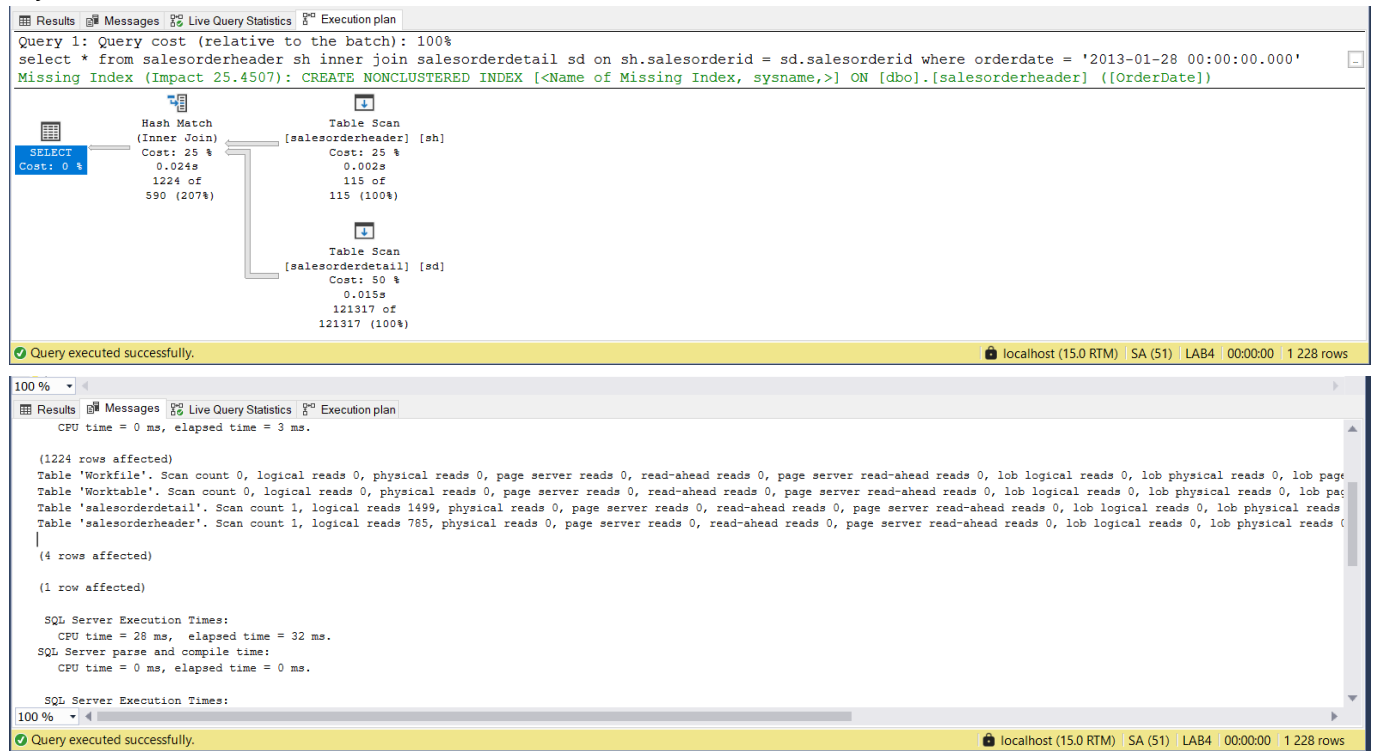 Results Messages Live Query Statistics Execution plan
Query 1: Query cost (relative to the batch): 100%
select * from salesorderheader sh inner join salesorderdetail sd on sh.salesorderid = sd.salesorderid where orderdate = '2013-01-28 00:00:00.000'
Missing Index (Impact 25.4507): CREATE NONCLUSTERED INDEX [<Name of Missing Index, sysname,>] ON [dbo].[salesorderheader] ([OrderDate])
SELECT
Cost: 0 %
Hash Match
(Inner Join)
Cost: 25 %
0.024s
1224 of
590 (207%)
Table Scan
[salesorderheader] [sh]
Cost: 25 %
0.002s
115 of
115 (100%)
Table Scan
[salesorderdetail] [sd]
Cost: 50 %
0.015s
121317 of
121317 (100%)
Query executed successfully. localhost (15.0 RTM) SA (51) LAB4 00:00:00 1 228 rows
100 %
Results Messages Live Query Statistics Execution plan
CPU time = 0 ms, elapsed time = 3 ms.
(1224 rows affected)
Table 'Workfile'. Scan count 0, logical reads 0, physical reads 0, page server reads 0, read-ahead reads 0, page server read-ahead reads 0, lob logical reads 0, lob physical reads 0, lob page
Table 'Worktable'. Scan count 0, logical reads 0, physical reads 0, page server reads 0, read-ahead reads 0, page server read-ahead reads 0, lob logical reads 0, lob physical reads 0, lob pag
Table 'salesorderdetail'. Scan count 1, logical reads 1499, physical reads 0, page server reads 0, read-ahead reads 0, page server read-ahead reads 0, lob logical reads 0, lob physical reads
Table 'salesorderheader'. Scan count 1, logical reads 785, physical reads 0, page server reads 0, read-ahead reads 0, page server read-ahead reads 0, lob logical reads 0, lob physical reads 0
(4 rows affected)
(1 row affected)
SQL Server Execution Times:
CPU time = 28 ms, elapsed time = 32 ms.
SQL Server parse and compile time:
CPU time = 0 ms, elapsed time = 0 ms.
SQL Server Execution Times:
100 %
Query executed successfully. localhost (15.0 RTM) SA (51) LAB4 00:00:00 1 228 rows